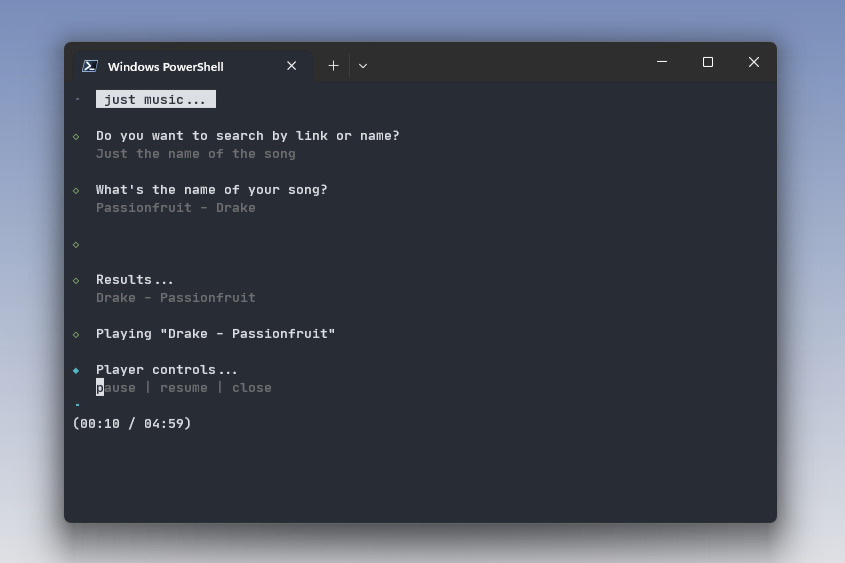 Windows PowerShell
just music...
Do you want to search by link or name?
Just the name of the song
What's the name of your song?
Passionfruit - Drake
Results...
Drake - Passionfruit
Playing "Drake - Passionfruit"
Player controls...
pause | resume | close
(00:10 / 04:59)